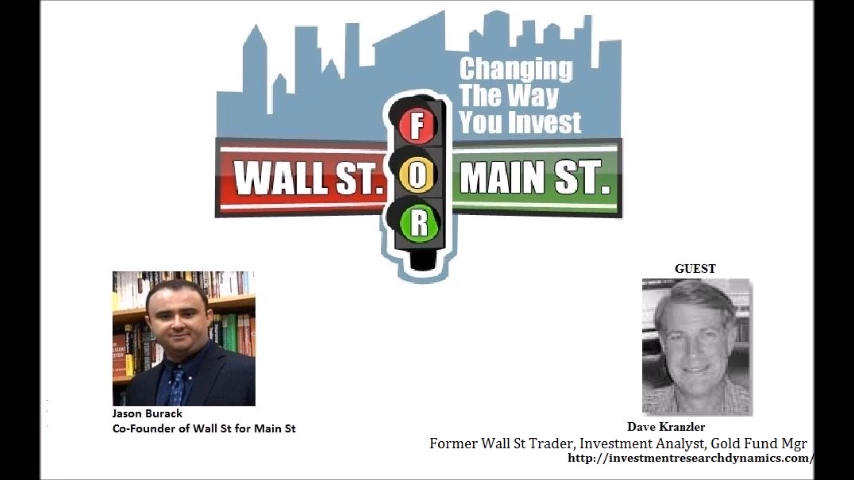 Changing
The Way
You Invest
WALL ST. FOR MAIN ST.
GUEST
Jason Burack
Co-Founder of Wall St for Main St
Dave Kranzler
Former Wall St Trader, Investment Analyst, Gold Fund Mgr
http://investmentresearchdynamics.com/